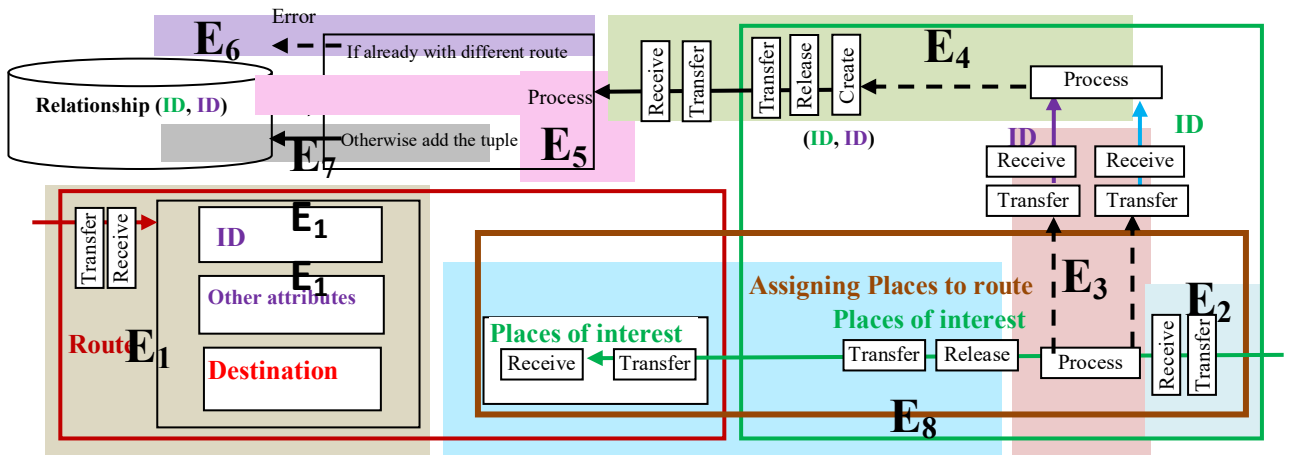 Error
E6
If already with different route
E4
Process
Receive
Transfer
Transfer
Release
Create
Relationship (ID, ID)
Process
(ID, ID)
ID
ID
Otherwise add the tuple
E7
E5
Receive
Receive
Transfer
Transfer
Transfer
Receive
E1
ID
E1
Other attributes
Assigning Places to route
E3
E2
Places of interest
Places of interest
Route
E1
Destination
Receive
Transfer
Transfer
Release
Process
Receive
Transfer
E8